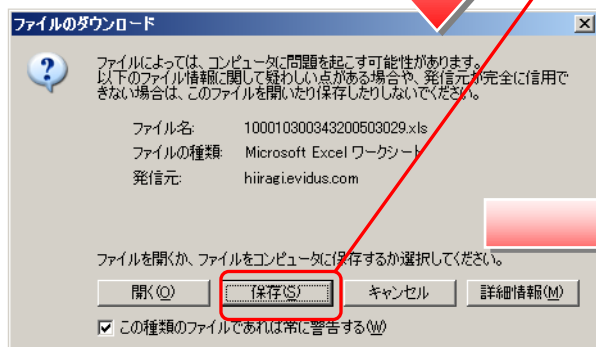 ファイルのダウンロード
ファイルによっては、コンピュータに問題を起こす可能性があります。
以下のファイル情報に関して疑わしい点がある場合や、発信元が完全に信用で
きない場合は、このファイルを開いたり保存したりしないでください。
ファイル名: 100010300343200503029.xls
ファイルの種類: Microsoft Excel ワークシート
発信元: hiiragi.evidus.com
ファイルを開くか、ファイルをコンピュータに保存するか選択してください。
開く(O) 保存(S) キャンセル 詳細情報(M)
この種類のファイルであれば常に警告する(W)